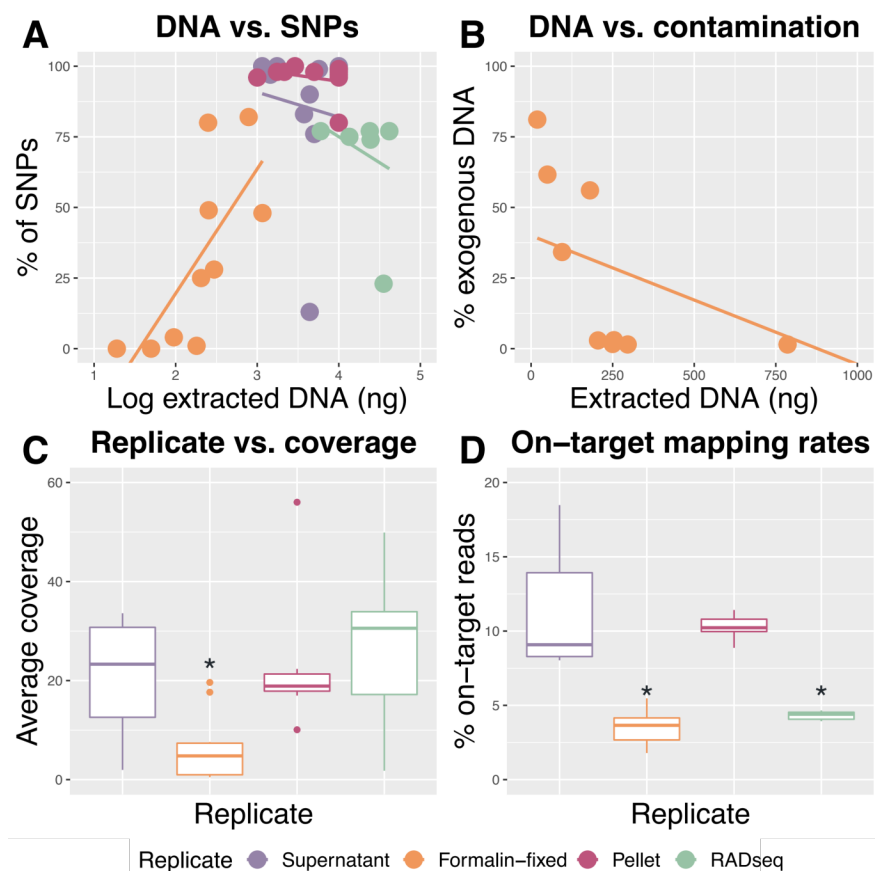 A DNA vs. SNPs
% of SNPs
100
75
50
25
0
1 2 3 4 5
Log extracted DNA (ng)
B DNA vs. contamination
% exogenous DNA
100
75
50
25
0
0 250 500 750 1000
Extracted DNA (ng)
C Replicate vs. coverage
Average coverage
60
40
20
0
*
Replicate
D On−target mapping rates
% on−target reads
20
15
10
5
0
* *
Replicate
Replicate Supernatant Formalin−fixed Pellet RADseq